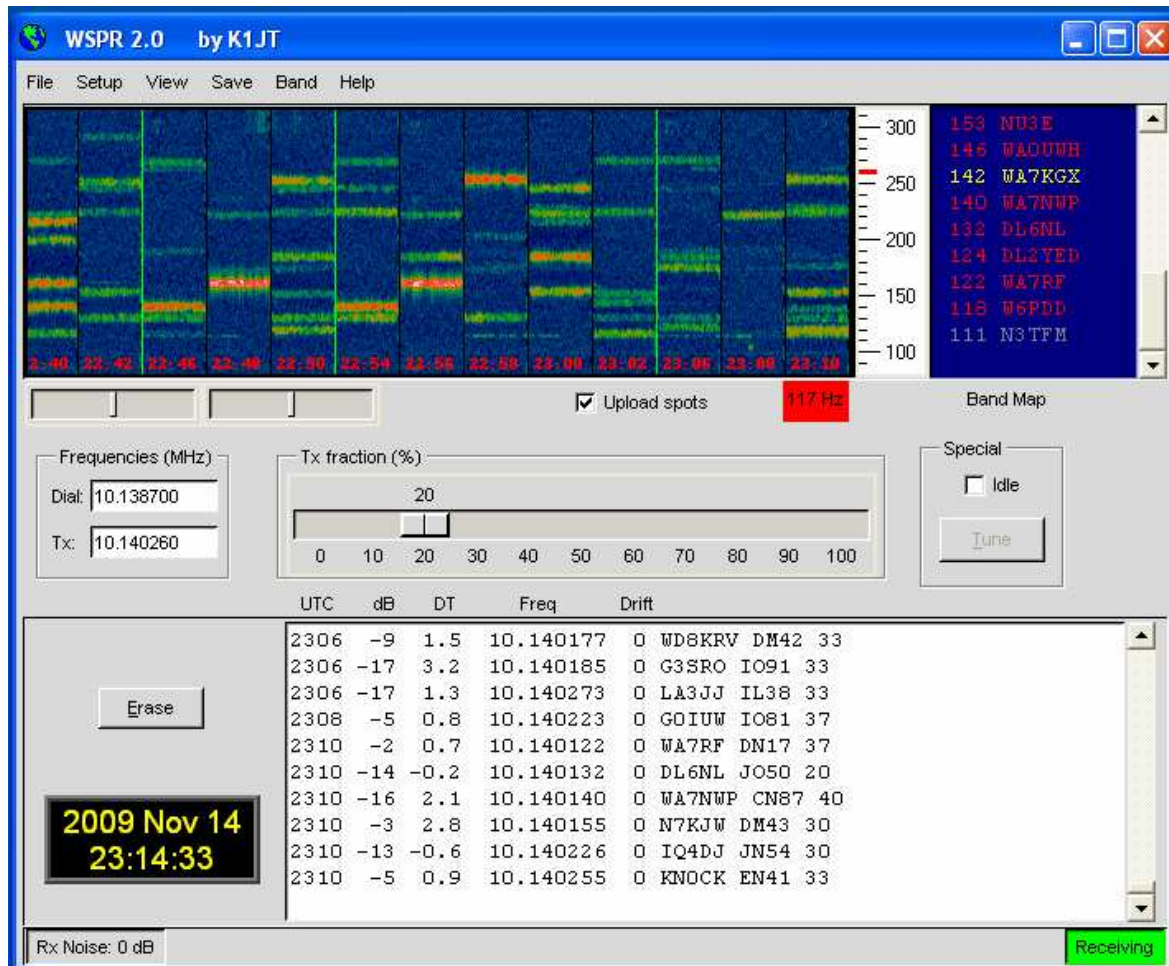 WSPR 2.0 by K1JT
File Setup View Save Band Help
300
250
200
150
100
2:40 22:42 22:46 22:48 22:50 22:54 22:56 22:58 23:00 23:02 23:06 23:08 23:10
153 NU3E
146 WA0UWH
142 WA7KGX
140 WA7NWP
132 DL6NL
124 DL2YED
122 WA7RF
118 W6PDD
111 N3TFM
Upload spots
117 Hz
Band Map
Frequencies (MHz)
Dial: 10.138700
Tx: 10.140260
Tx fraction (%)
20
0 10 20 30 40 50 60 70 80 90 100
Special
Idle
Tune
UTC dB DT Freq Drift
2306 -9 1.5 10.140177 0 WD8KRV DM42 33
2306 -17 3.2 10.140185 0 G3SRO IO91 33
2306 -17 1.3 10.140273 0 LA3JJ IL38 33
2308 -5 0.8 10.140223 0 G0IUW IO81 37
2310 -2 0.7 10.140122 0 WA7RF DN17 37
2310 -14 -0.2 10.140132 0 DL6NL JO50 20
2310 -16 2.1 10.140140 0 WA7NWP CN87 40
2310 -3 2.8 10.140155 0 N7KJW DM43 30
2310 -13 -0.6 10.140226 0 IQ4DJ JN54 30
2310 -5 0.9 10.140255 0 KN0CK EN41 33
Erase
2009 Nov 14
23:14:33
Rx Noise: 0 dB
Receiving